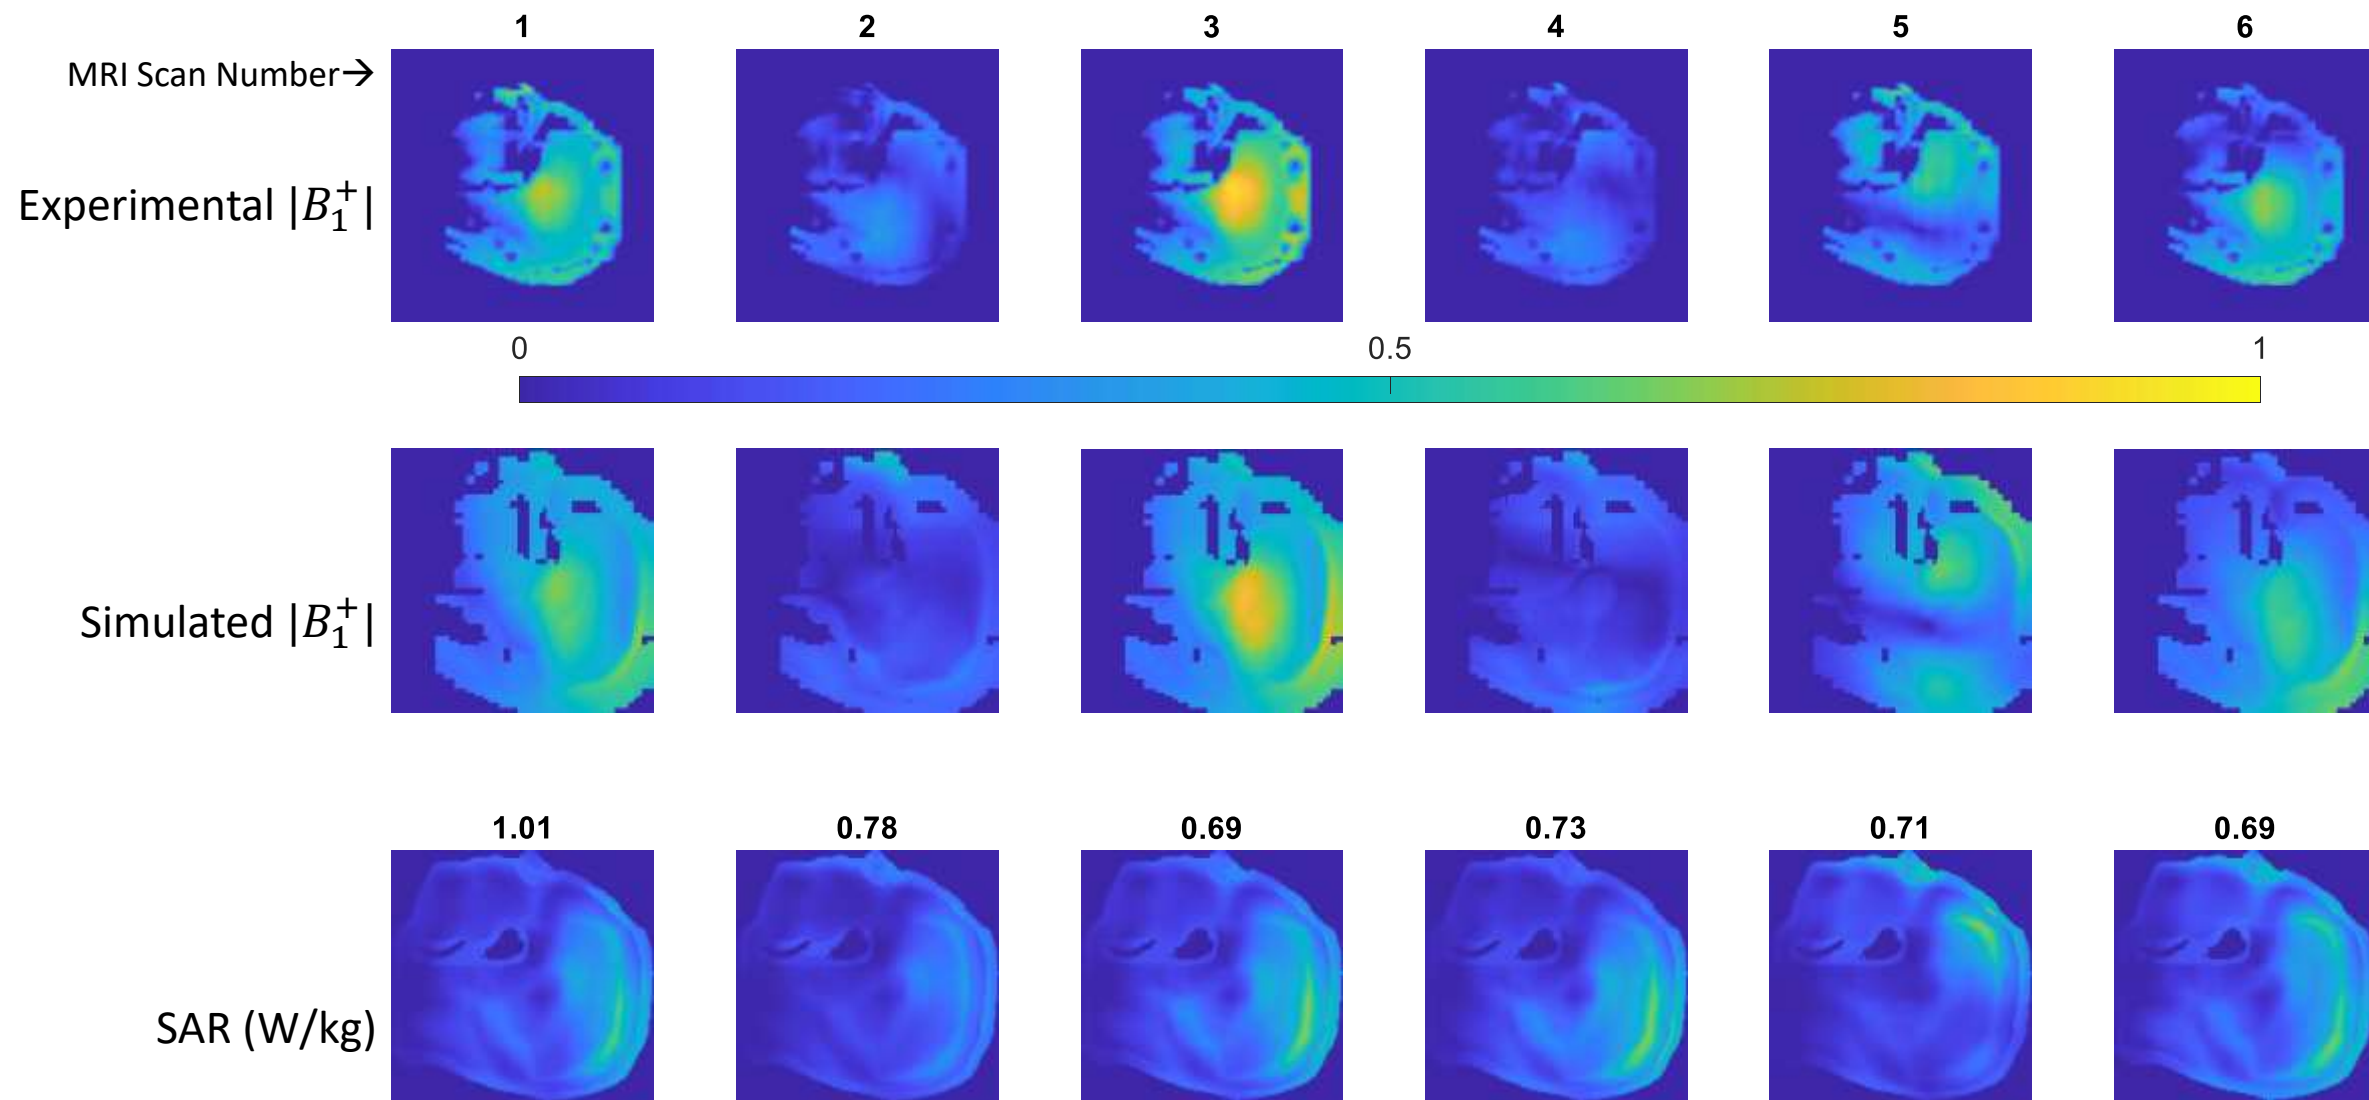 1 2 3 4 5 6
MRI Scan Number→
Experimental |B₁⁺|
0 0.5 1
Simulated |B₁⁺|
1.01 0.78 0.69 0.73 0.71 0.69
SAR (W/kg)